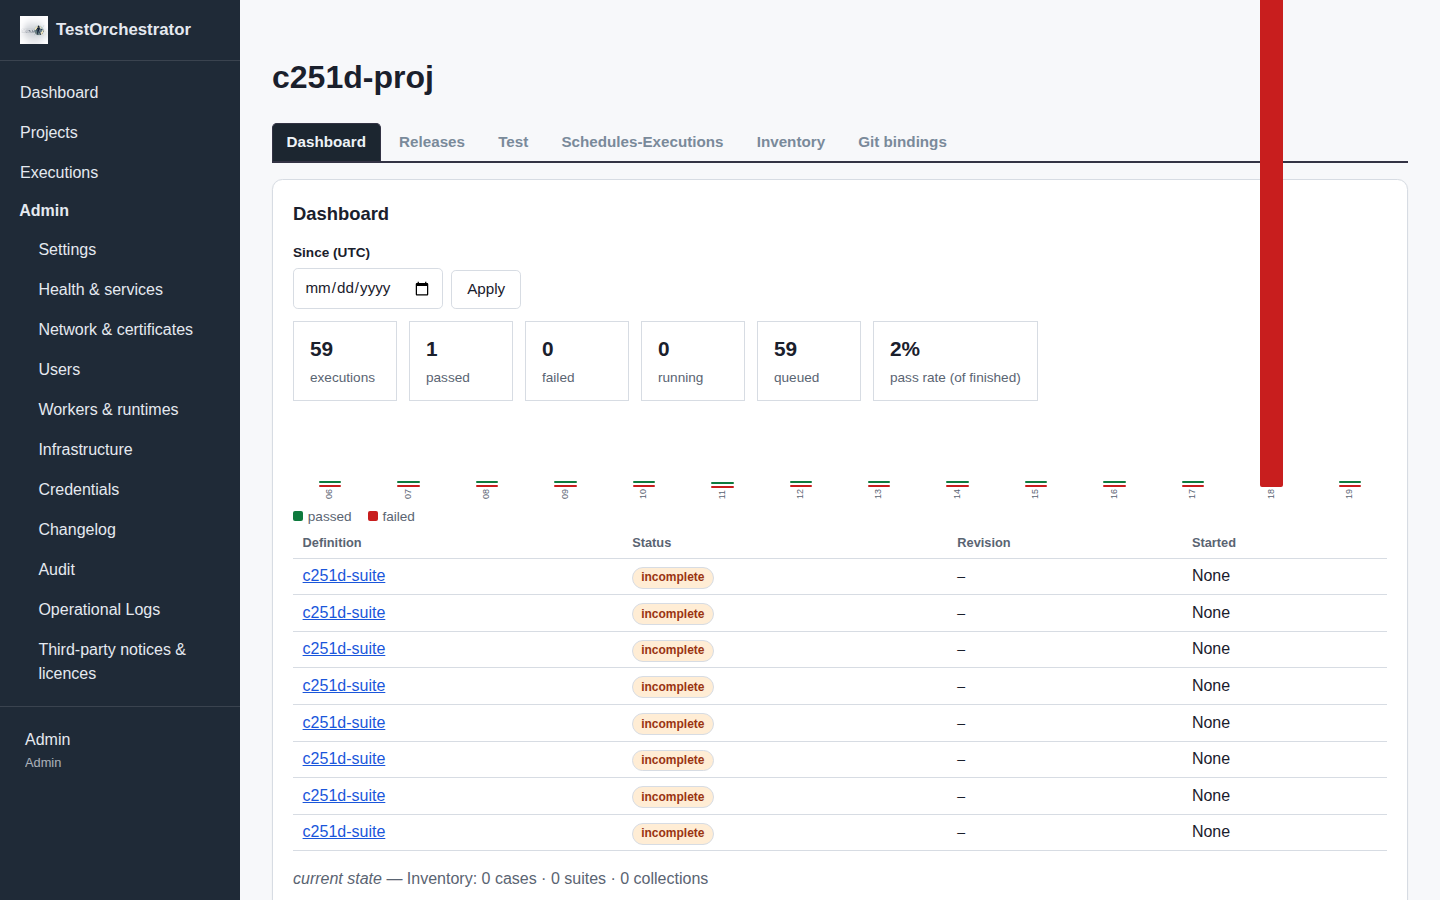 TestOrchestrator
Dashboard
Projects
Executions
Admin
Settings
Health & services
Network & certificates
Users
Workers & runtimes
Infrastructure
Credentials
Changelog
Audit
Operational Logs
Third-party notices &
licences
Admin
Admin
c251d-proj
Dashboard Releases Test Schedules-Executions Inventory Git bindings
Dashboard
Since (UTC)
mm/dd/yyyy Apply
59 1 0 0 59 2%
executions passed failed running queued pass rate (of finished)
06 07 08 09 10 11 12 13 14 15 16 17 18 19
passed failed
Definition Status Revision Started
c251d-suite incomplete – None
c251d-suite incomplete – None
c251d-suite incomplete – None
c251d-suite incomplete – None
c251d-suite incomplete – None
c251d-suite incomplete – None
c251d-suite incomplete – None
c251d-suite incomplete – None
current state — Inventory: 0 cases · 0 suites · 0 collections